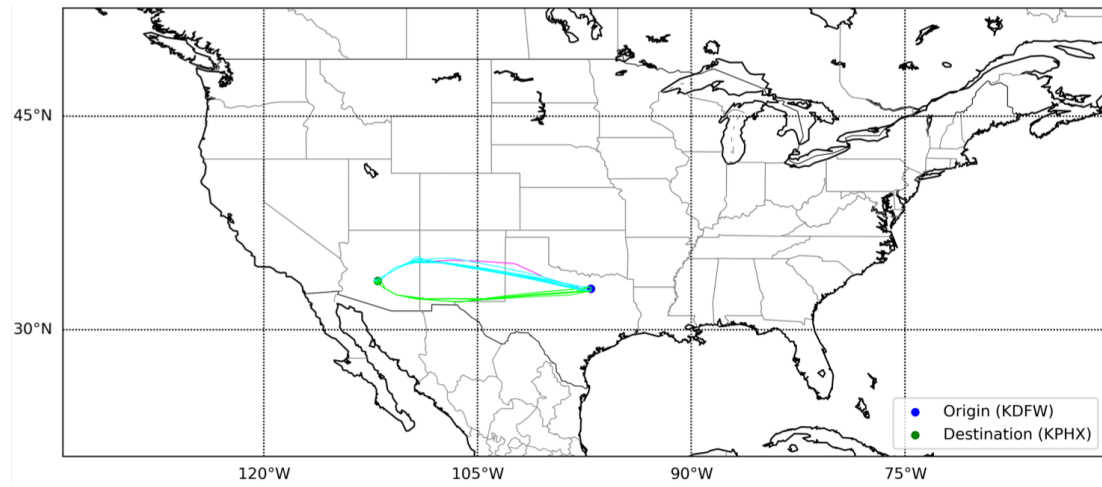 45°N
30°N
120°W 105°W 90°W 75°W
Origin (KDFW)
Destination (KPHX)